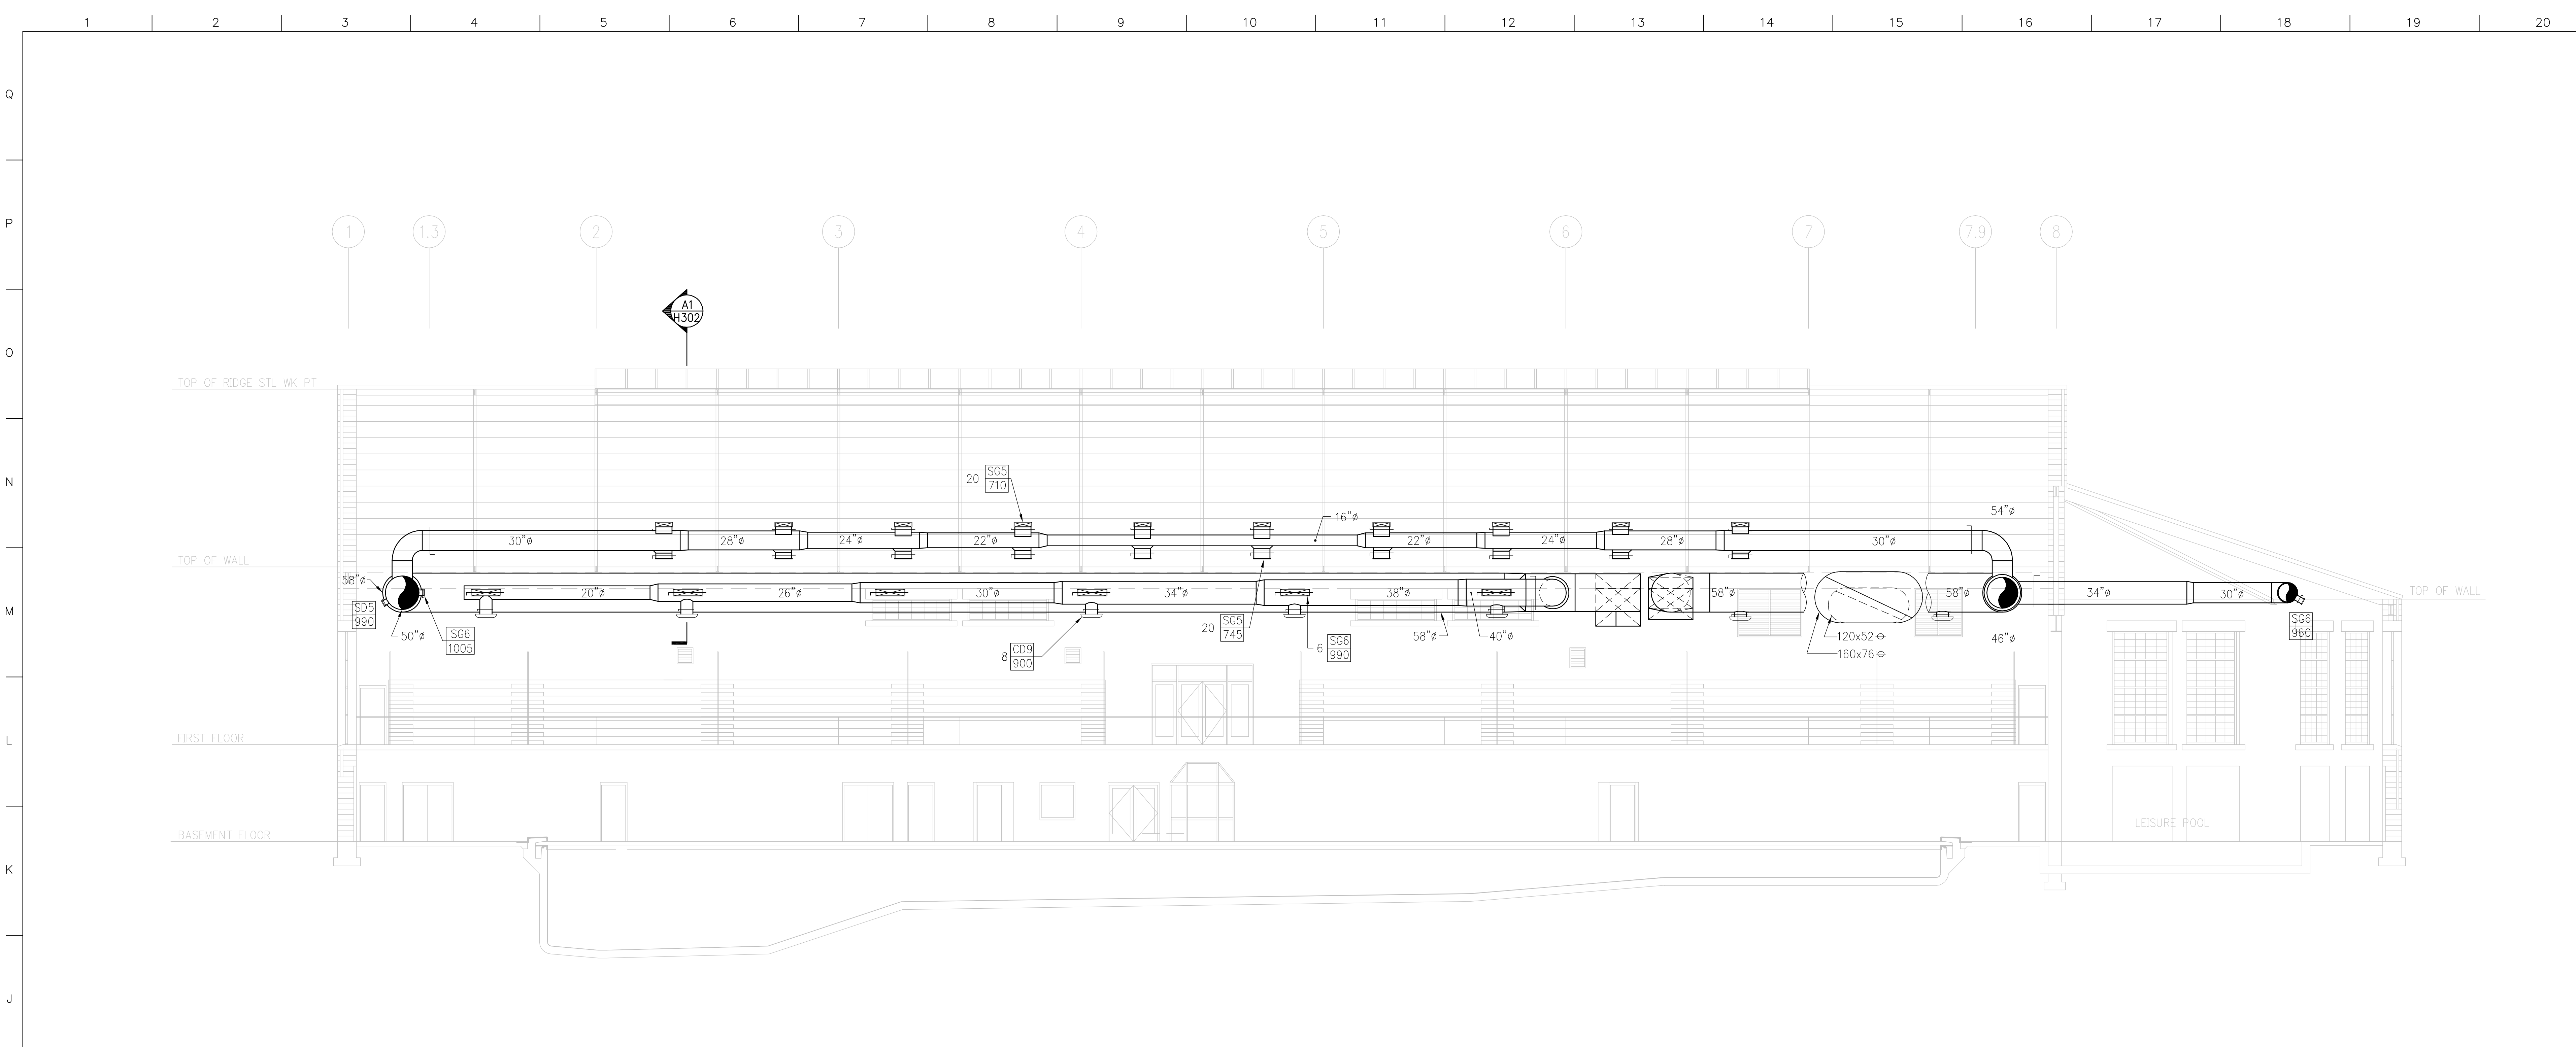 1 2 3 4 5 6 7 8 9 10 11 12 13 14 15 16 17 18 19 20
Q
P
1 1.3 2 3 4 5 6 7 7.9 8
A1
H302
O
TOP OF RIDGE STL WK PT
N
20 SG5
710
54"ø
16"ø
30"ø 28"ø 24"ø 22"ø 22"ø 24"ø 28"ø 30"ø
TOP OF WALL
58"ø
20"ø 26"ø 30"ø 34"ø 38"ø 58"ø 58"ø 34"ø 30"ø
TOP OF WALL
M
SD5
990
50"ø
SG6
1005
20 SG5
745
58"ø
40"ø
120x52
46"ø
SG6
960
8 CD9
900
6 SG6
990
160x76
L
FIRST FLOOR
BASEMENT FLOOR
LEISURE POOL
K
J